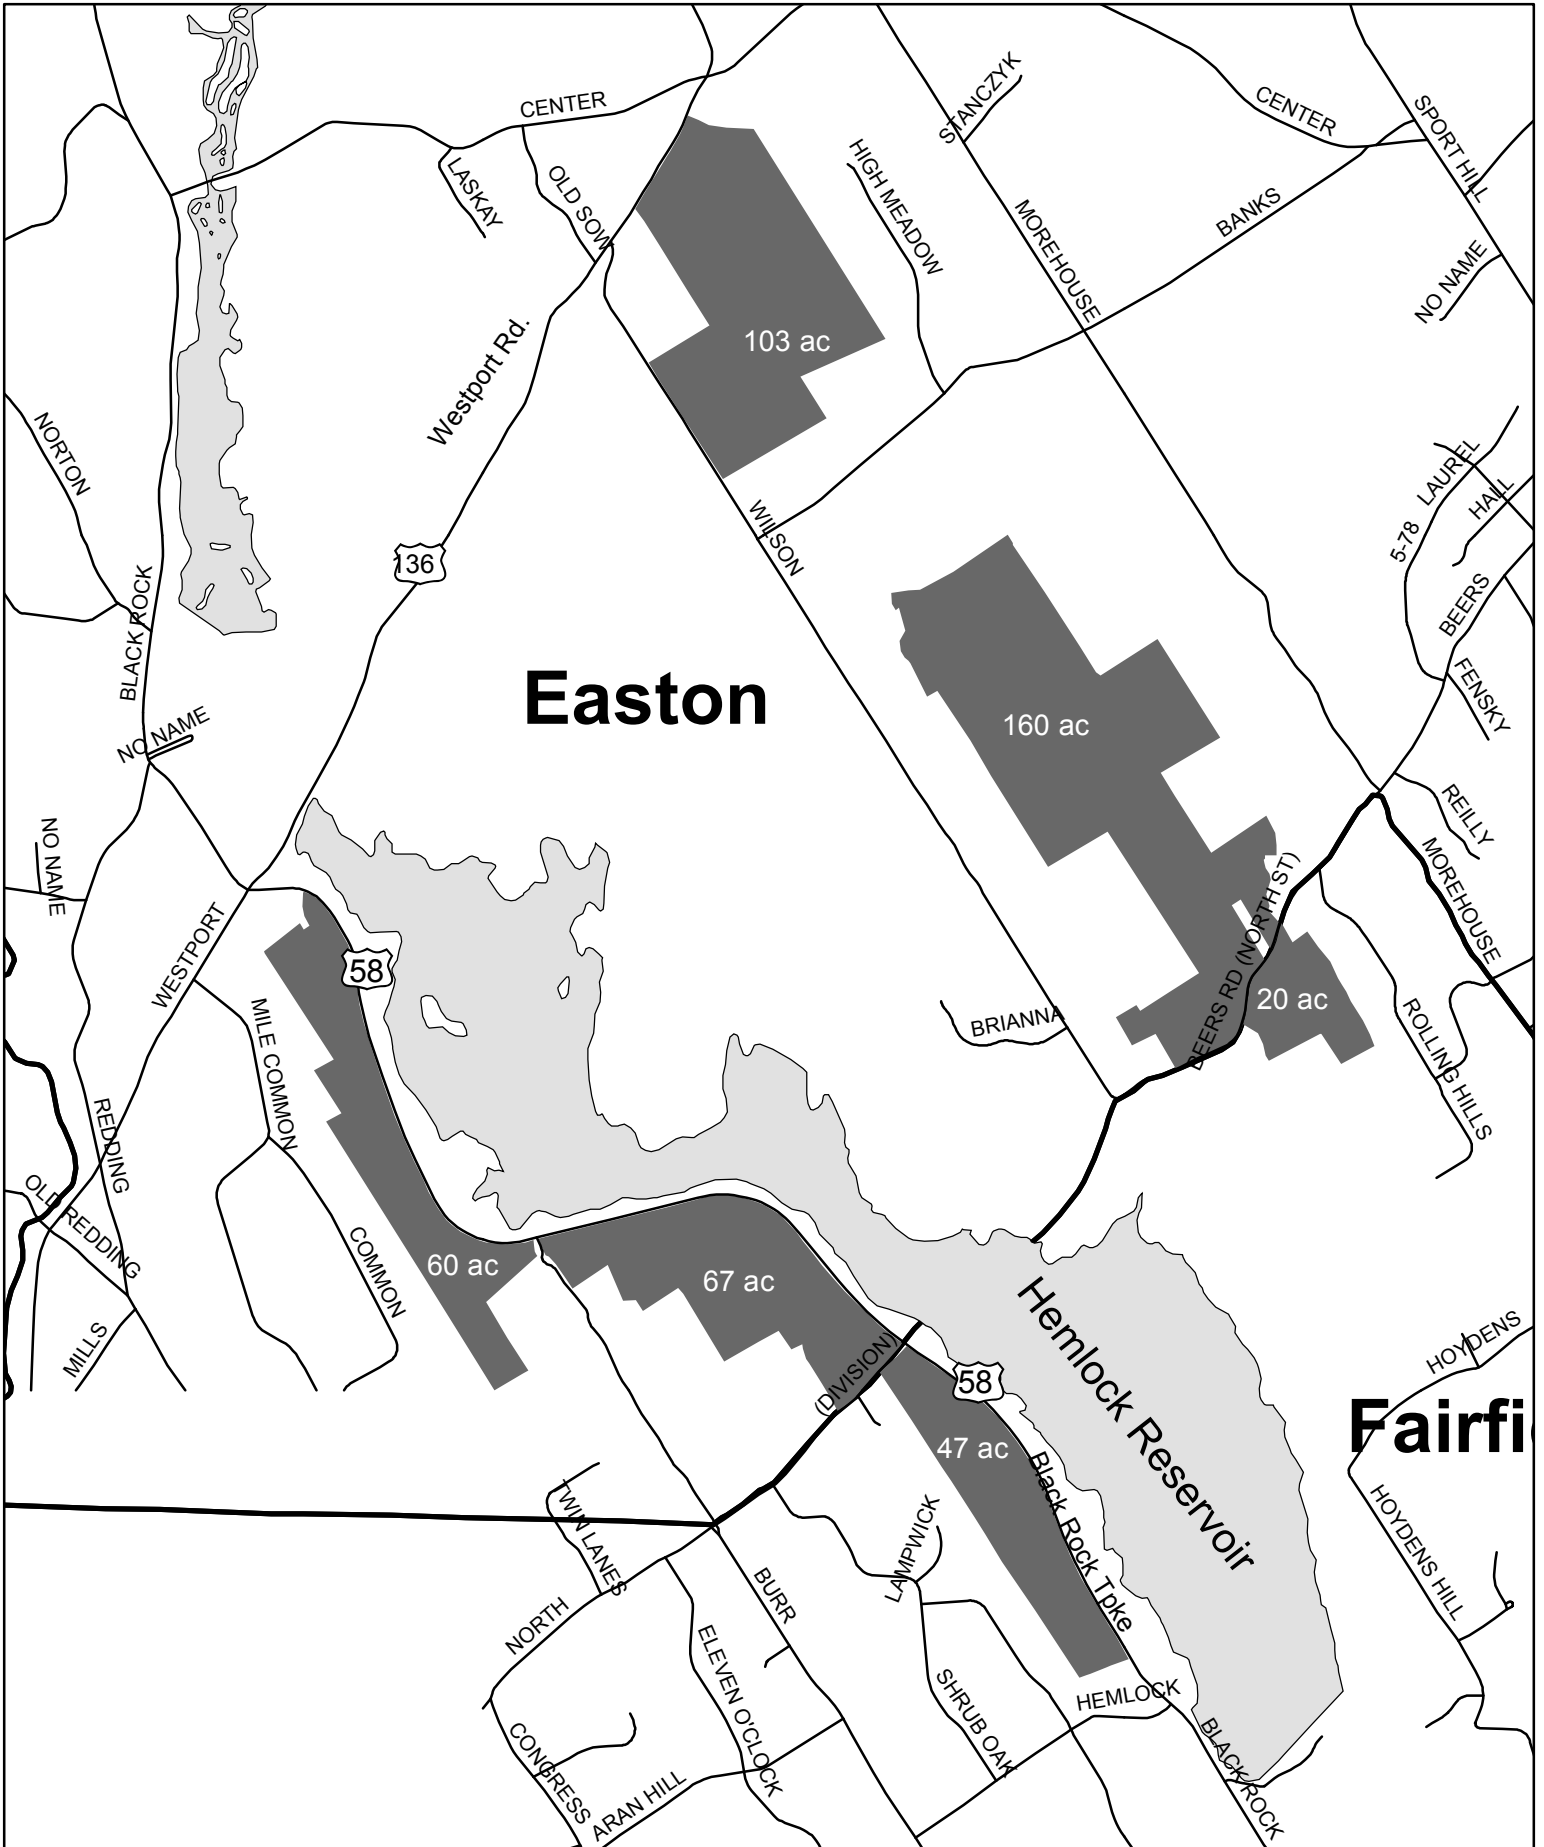 CENTER
STANCZYK
CENTER
SPORT HILL
LASKAY
OLD SOW
HIGH MEADOW
MOREHOUSE
BANKS
NO NAME
103 ac
Westport Rd.
NORTON
LAUREL
HALL
5-78
WILSON
136
BLACK ROCK
BEERS
Easton
FENSKY
NO NAME
160 ac
REILLY
NO NAME
MOREHOUSE
WESTPORT
58
BEERS RD (NORTH ST)
20 ac
MILE COMMON
BRIANNA
ROLLING HILLS
REDDING
OLD REDDING
COMMON
60 ac
67 ac
Hemlock Reservoir
MILLS
HOYDENS
(DIVISION)
58
Fairfi
47 ac
Black Rock Tpke
TWIN LANES
LAMPWICK
HOYDENS HILL
BURR
NORTH
ELEVEN O'CLOCK
SHRUB OAK
HEMLOCK
CONGRESS
ARAN HILL
BLACK ROCK